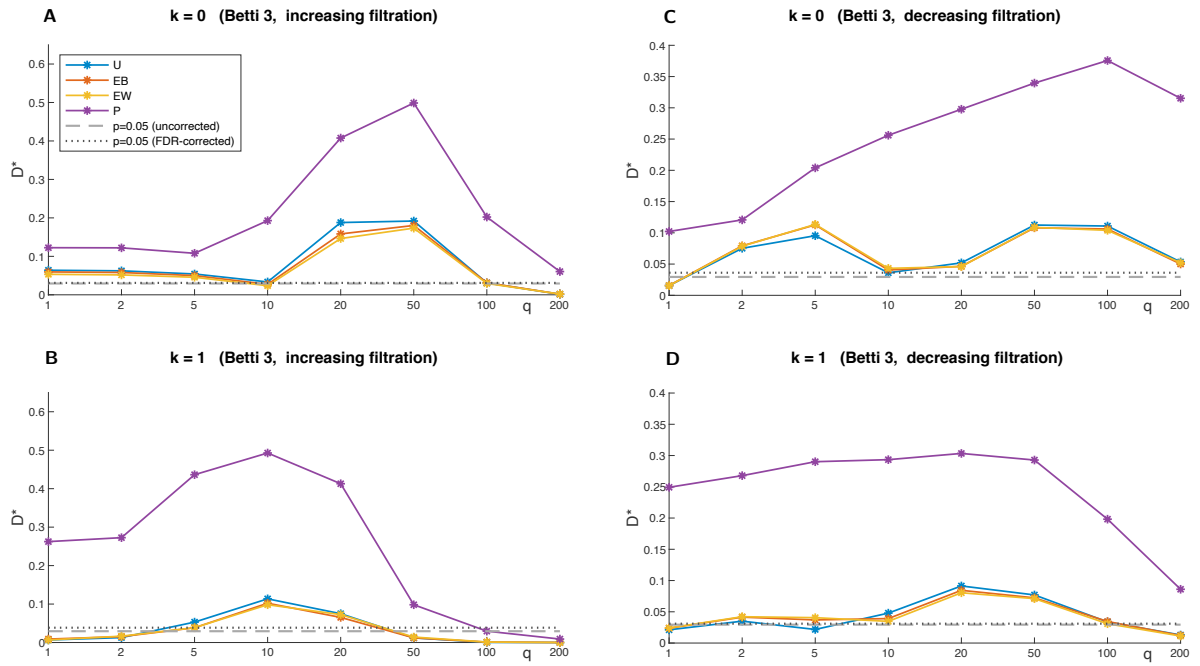 A
k = 0 (Betti 3, increasing filtration)
0.6
0.5
0.4
0.3
0.2
0.1
0
D*
U
EB
EW
P
p=0.05 (uncorrected)
p=0.05 (FDR-corrected)
1 2 5 10 20 50 100 q 200
C
k = 0 (Betti 3, decreasing filtration)
0.4
0.35
0.3
0.25
0.2
0.15
0.1
0.05
0
D*
1 2 5 10 20 50 100 q 200
B
k = 1 (Betti 3, increasing filtration)
0.6
0.5
0.4
0.3
0.2
0.1
0
D*
1 2 5 10 20 50 100 q 200
D
k = 1 (Betti 3, decreasing filtration)
0.4
0.35
0.3
0.25
0.2
0.15
0.1
0.05
0
D*
1 2 5 10 20 50 100 q 200